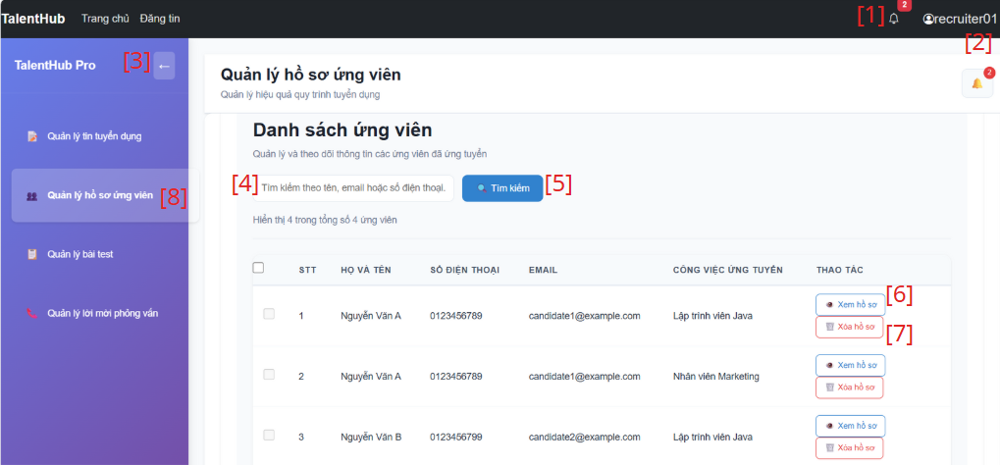 TalentHub Trang chủ Đăng tin [1] 2 recruiter01
[2]
TalentHub Pro [3] ←
Quản lý hồ sơ ứng viên
Quản lý hiệu quả quy trình tuyển dụng
2
Quản lý tin tuyển dụng
Quản lý hồ sơ ứng viên [8]
Quản lý bài test
Quản lý lời mời phỏng vấn
Danh sách ứng viên
Quản lý và theo dõi thông tin các ứng viên đã ứng tuyển
[4] Tìm kiếm theo tên, email hoặc số điện thoại. Tìm kiếm [5]
Hiển thị 4 trong tổng số 4 ứng viên
STT HỌ VÀ TÊN SỐ ĐIỆN THOẠI EMAIL CÔNG VIỆC ỨNG TUYỂN THAO TÁC
1 Nguyễn Văn A 0123456789 candidate1@example.com Lập trình viên Java Xem hồ sơ [6]
Xóa hồ sơ [7]
2 Nguyễn Văn A 0123456789 candidate1@example.com Nhân viên Marketing Xem hồ sơ
Xóa hồ sơ
3 Nguyễn Văn B 0123456799 candidate2@example.com Lập trình viên Java Xem hồ sơ
Xóa hồ sơ